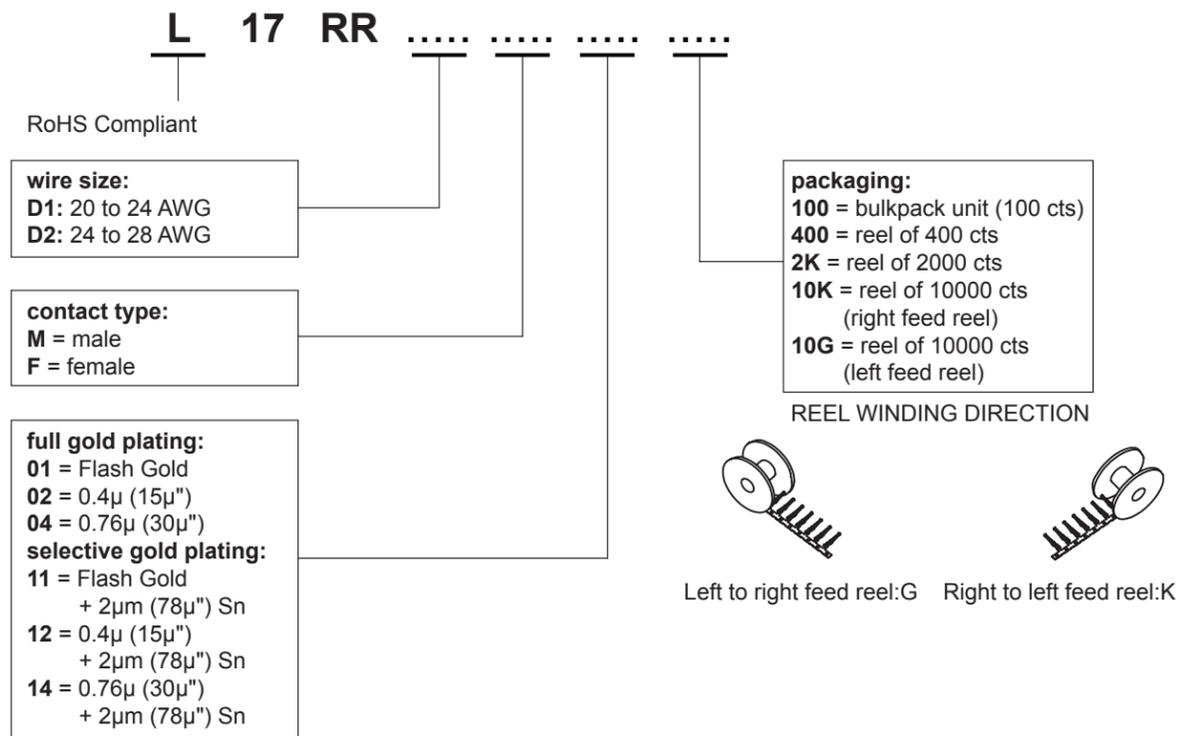 L 17 RR ..... ..... ..... .....
RoHS Compliant
wire size:
D1: 20 to 24 AWG
D2: 24 to 28 AWG
contact type:
M = male
F = female
full gold plating:
01 = Flash Gold
02 = 0.4µ (15µ")
04 = 0.76µ (30µ")
selective gold plating:
11 = Flash Gold
+ 2µm (78µ") Sn
12 = 0.4µ (15µ")
+ 2µm (78µ") Sn
14 = 0.76µ (30µ")
+ 2µm (78µ") Sn
packaging:
100 = bulkpack unit (100 cts)
400 = reel of 400 cts
2K = reel of 2000 cts
10K = reel of 10000 cts
(right feed reel)
10G = reel of 10000 cts
(left feed reel)
REEL WINDING DIRECTION
Left to right feed reel:G
Right to left feed reel:K